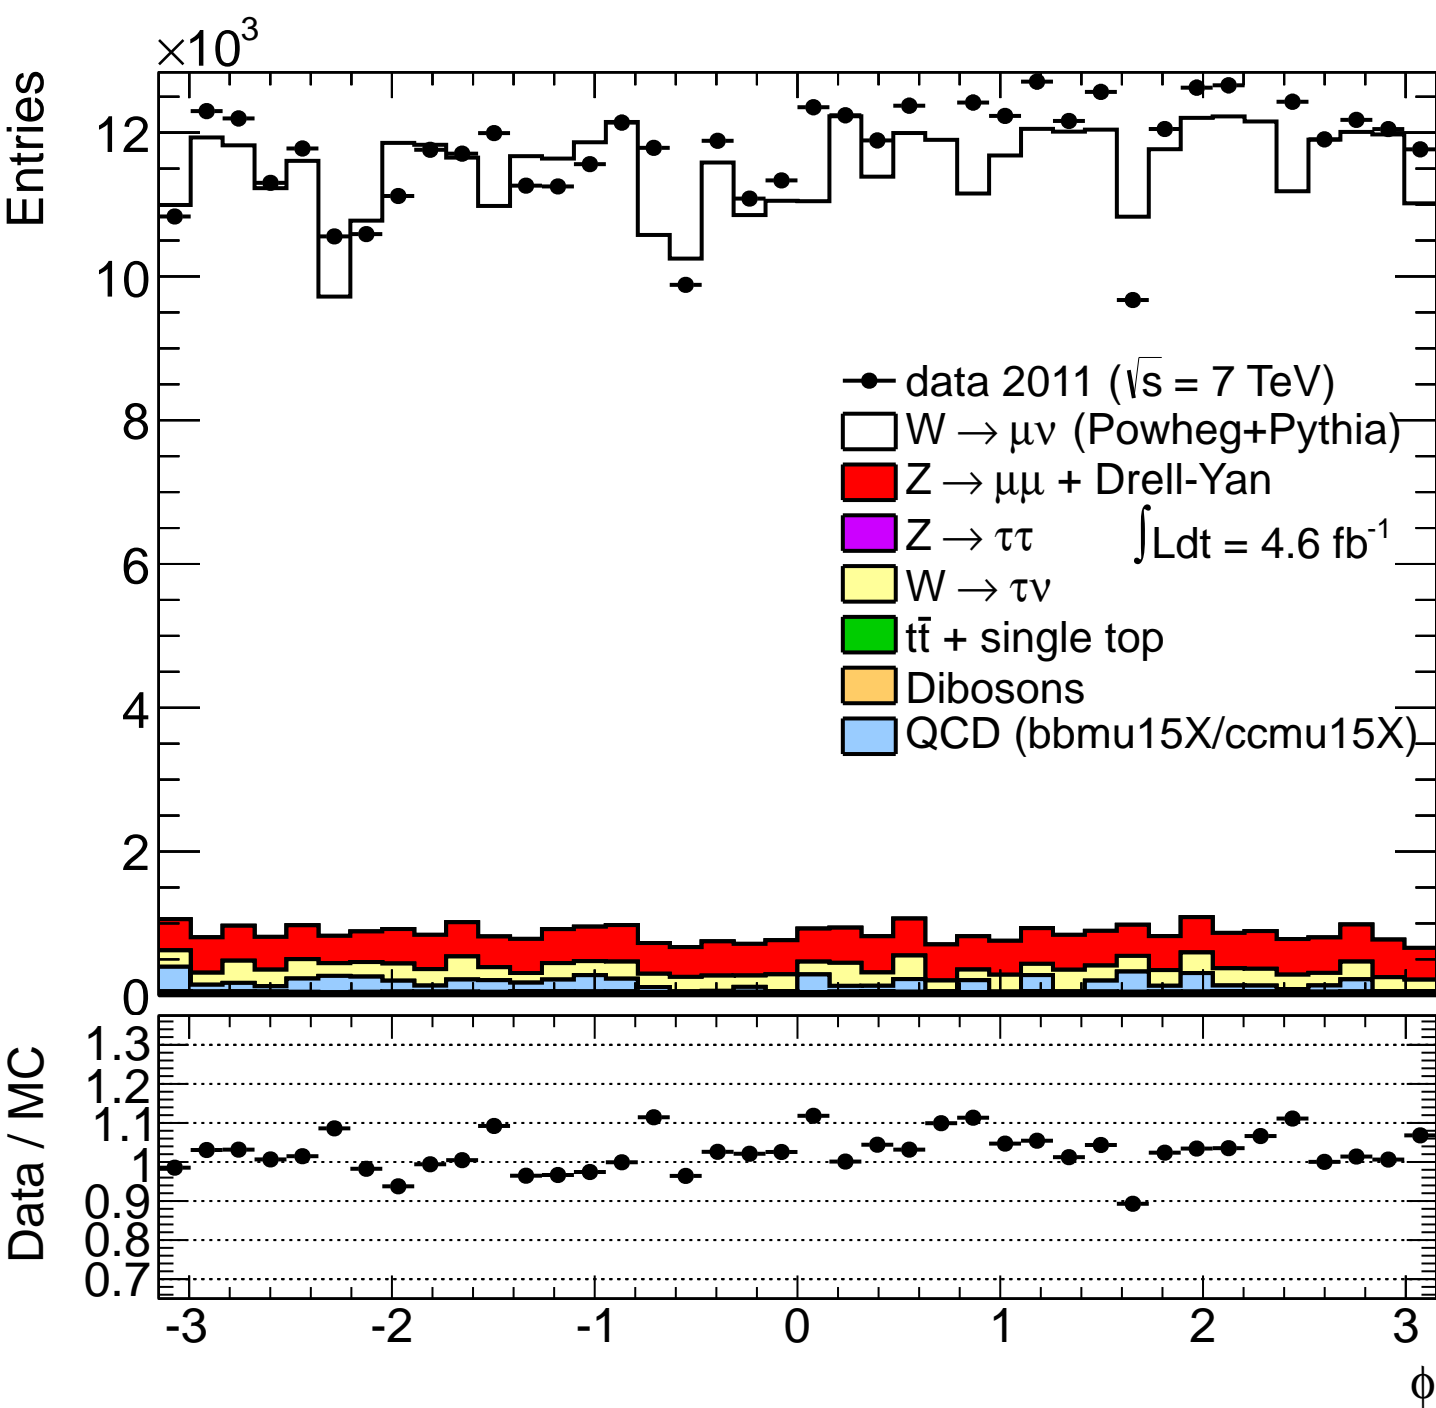 ×10³
Entries
12
10
8
6
4
2
0
data 2011 (√s = 7 TeV)
W → μν (Powheg+Pythia)
Z → μμ + Drell-Yan
Z → ττ
∫Ldt = 4.6 fb⁻¹
W → τν
tt̄ + single top
Dibosons
QCD (bbmu15X/ccmu15X)
Data / MC
1.3
1.2
1.1
1
0.9
0.8
0.7
-3 -2 -1 0 1 2 3
ϕ